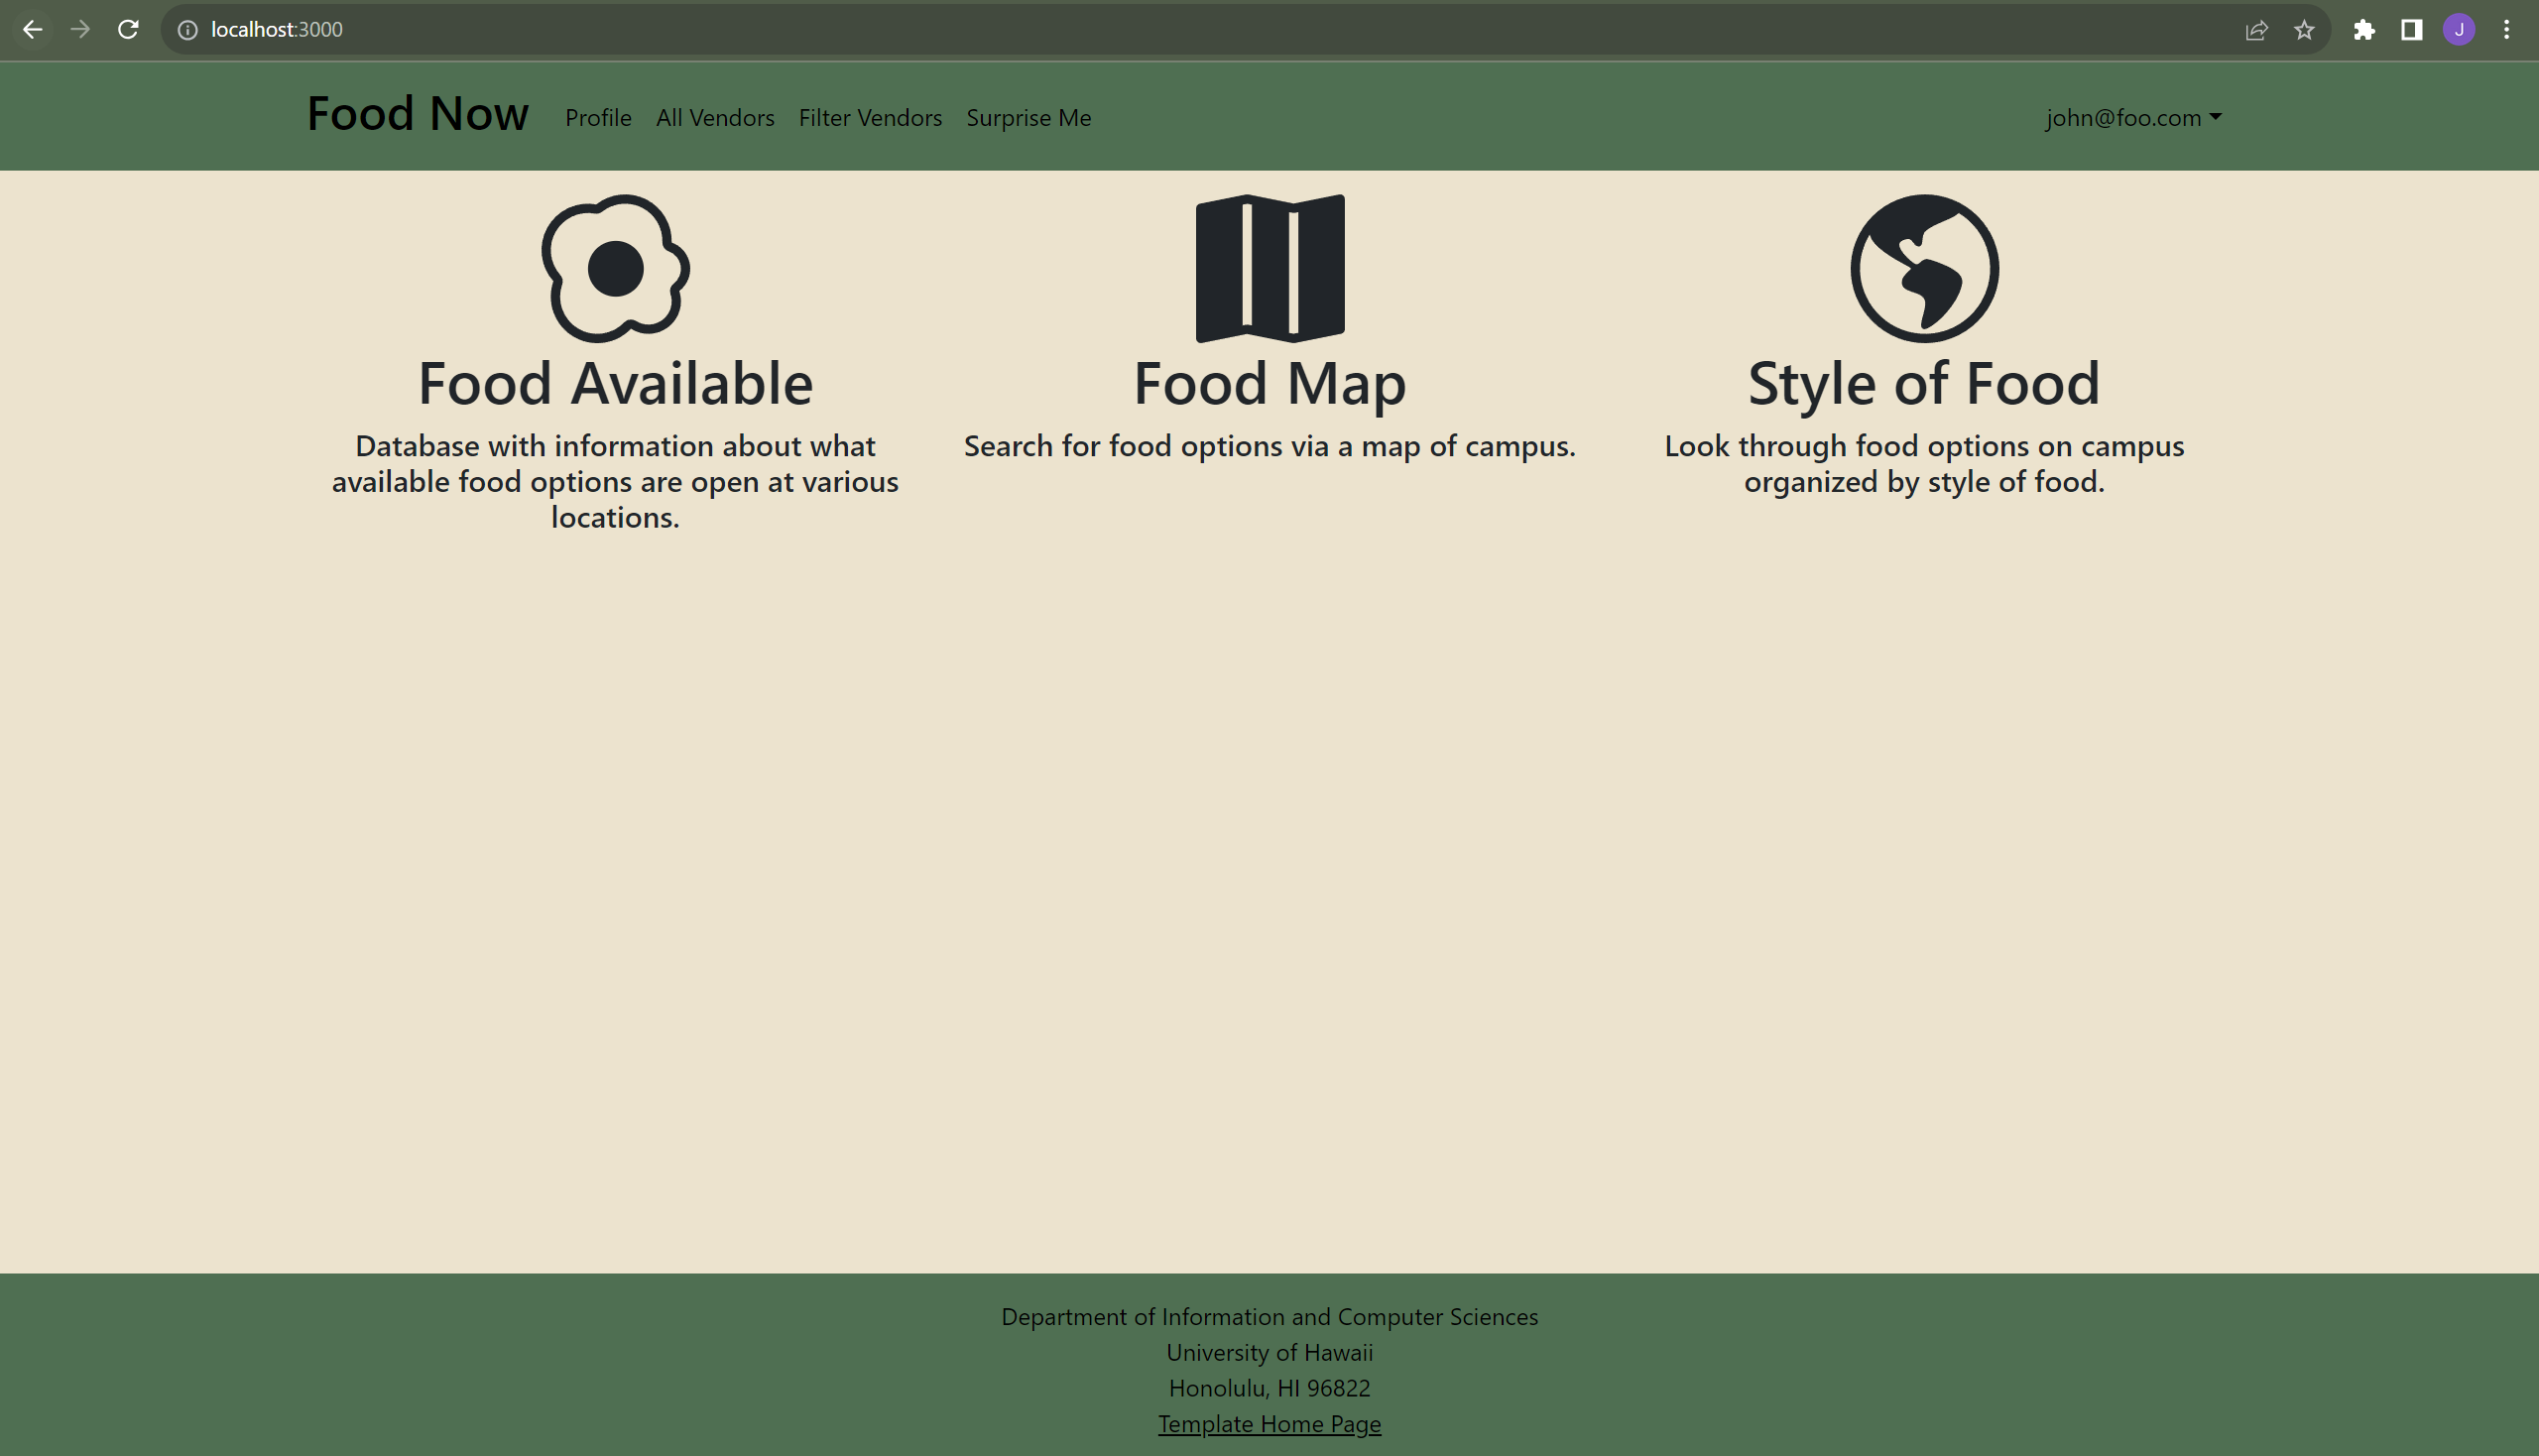 localhost:3000
J
Food Now
Profile
All Vendors
Filter Vendors
Surprise Me
john@foo.com
Food Available
Database with information about what
available food options are open at various
locations.
Food Map
Search for food options via a map of campus.
Style of Food
Look through food options on campus
organized by style of food.
Department of Information and Computer Sciences
University of Hawaii
Honolulu, HI 96822
Template Home Page